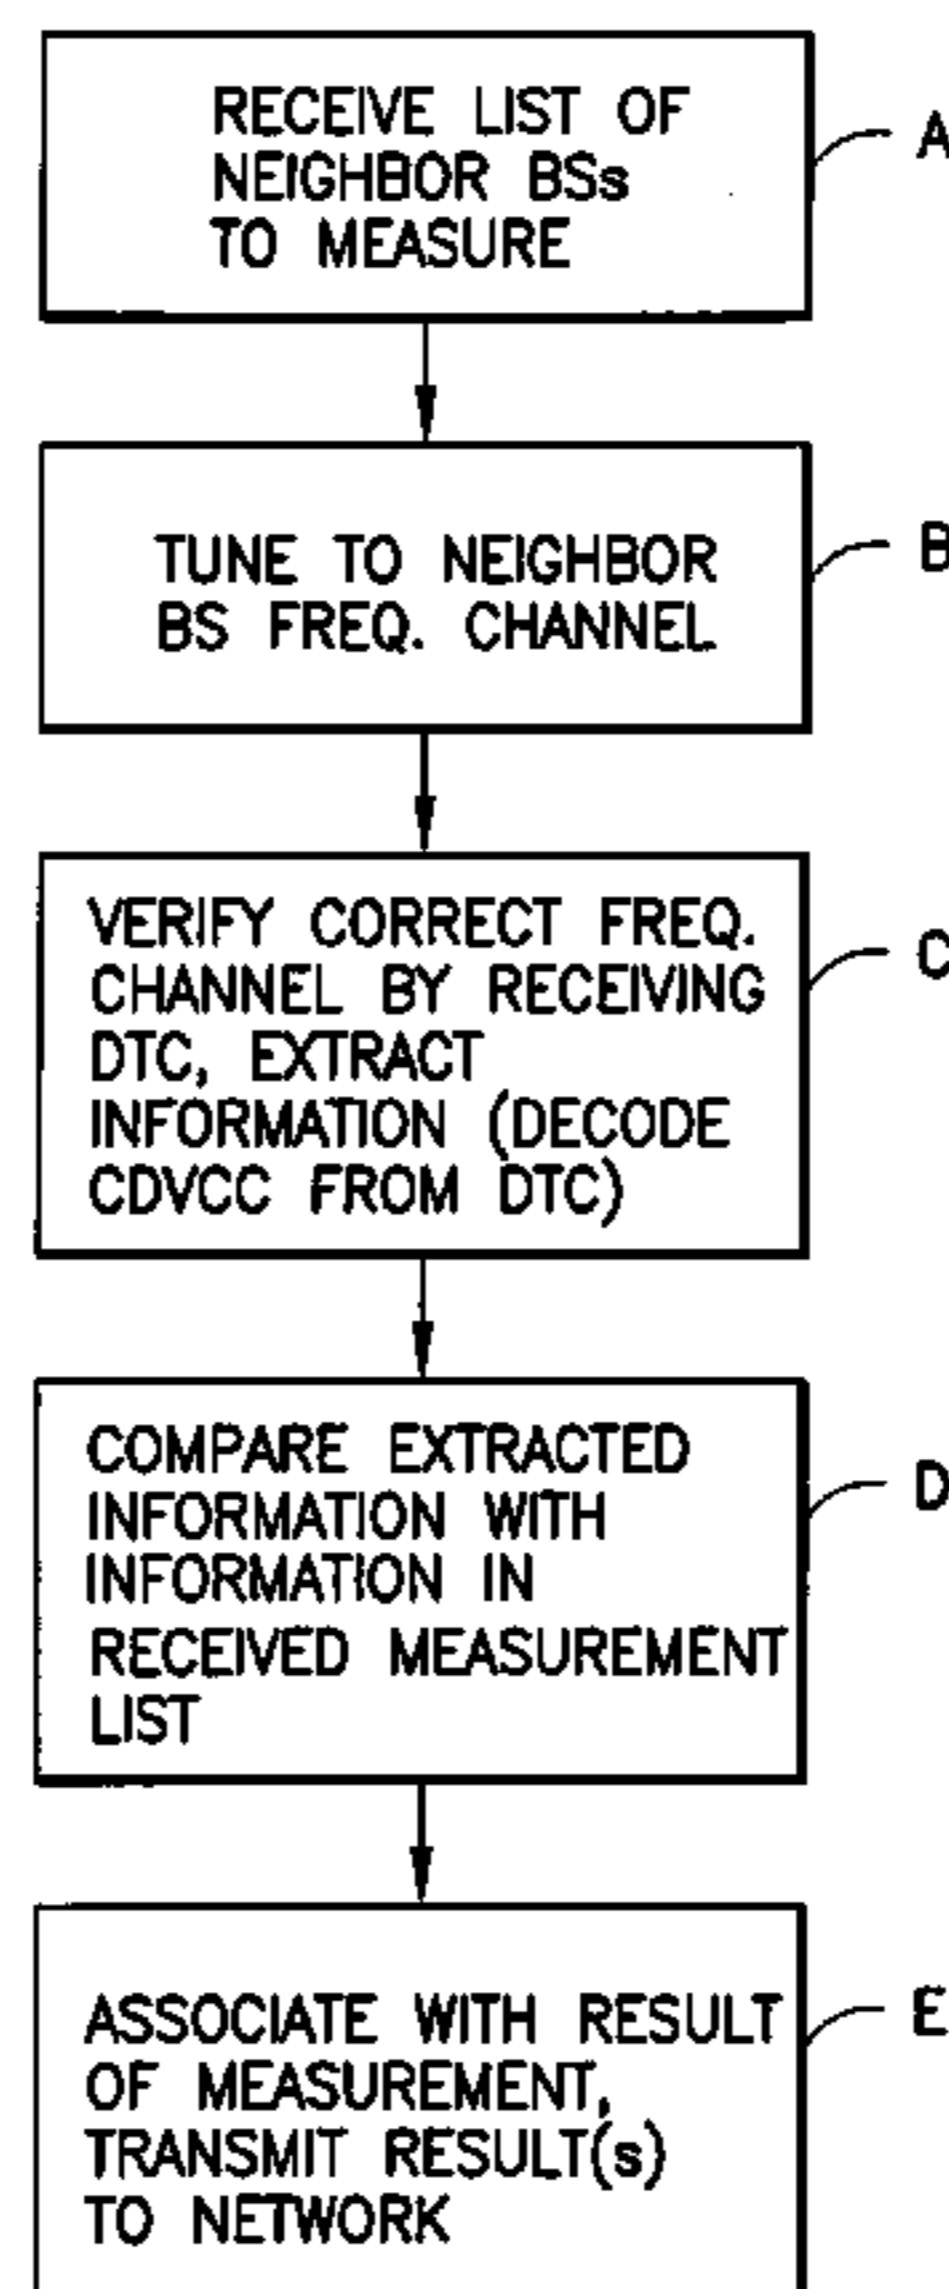 RECEIVE LIST OF
NEIGHBOR BSs
TO MEASURE
A
TUNE TO NEIGHBOR
BS FREQ. CHANNEL
B
VERIFY CORRECT FREQ.
CHANNEL BY RECEIVING
DTC, EXTRACT
INFORMATION (DECODE
CDVCC FROM DTC)
C
COMPARE EXTRACTED
INFORMATION WITH
INFORMATION IN
RECEIVED MEASUREMENT
LIST
D
ASSOCIATE WITH RESULT
OF MEASUREMENT,
TRANSMIT RESULT(s)
TO NETWORK
E